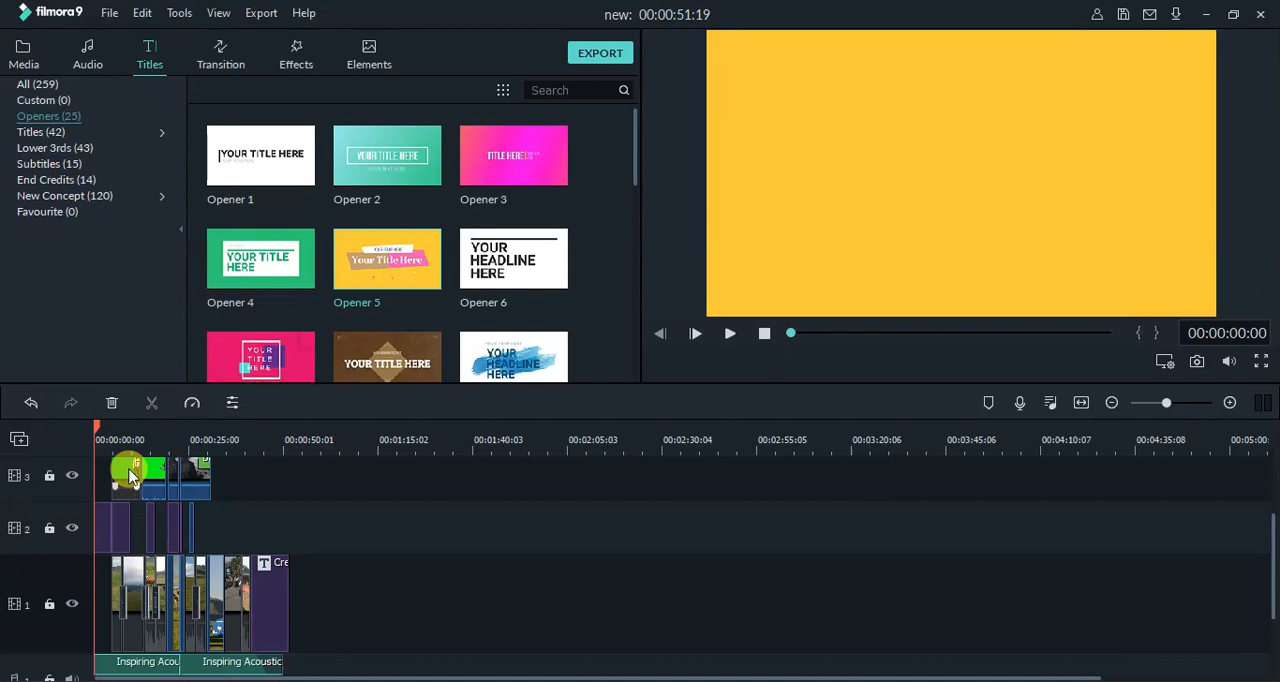 filmora9 File Edit Tools View Export Help new: 00:00:51:19
Media Audio Titles Transition Effects Elements EXPORT
All (259)
Custom (0)
Openers (25)
Titles (42)
Lower 3rds (43)
Subtitles (15)
End Credits (14)
New Concept (120)
Favourite (0)
Search
YOUR TITLE HERE
Opener 1
YOUR TITLE HERE
Opener 2
TITLE HERE
Opener 3
YOUR TITLE
HERE
Opener 4
Your Title Here
Opener 5
YOUR
HEADLINE
HERE
Opener 6
YOUR
TITLE
HERE
YOUR TITLE HERE
YOUR
HEADLINE
HERE
00:00:00:00
00:00:00:00 00:00:25:00 00:00:50:01 00:01:15:02 00:01:40:03 00:02:05:03 00:02:30:04 00:02:55:05 00:03:20:06 00:03:45:06 00:04:10:07 00:04:35:08 00:05:00:
3
2
1
T Cre
Inspiring Acou Inspiring Acoustic
1